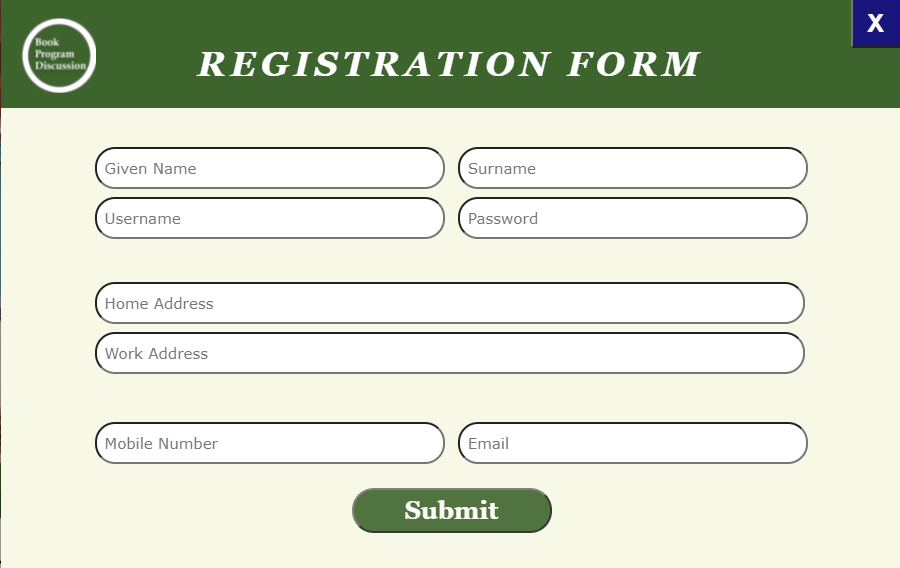 Book
Program
Discussion
REGISTRATION FORM
X
Given Name
Surname
Username
Password
Home Address
Work Address
Mobile Number
Email
Submit